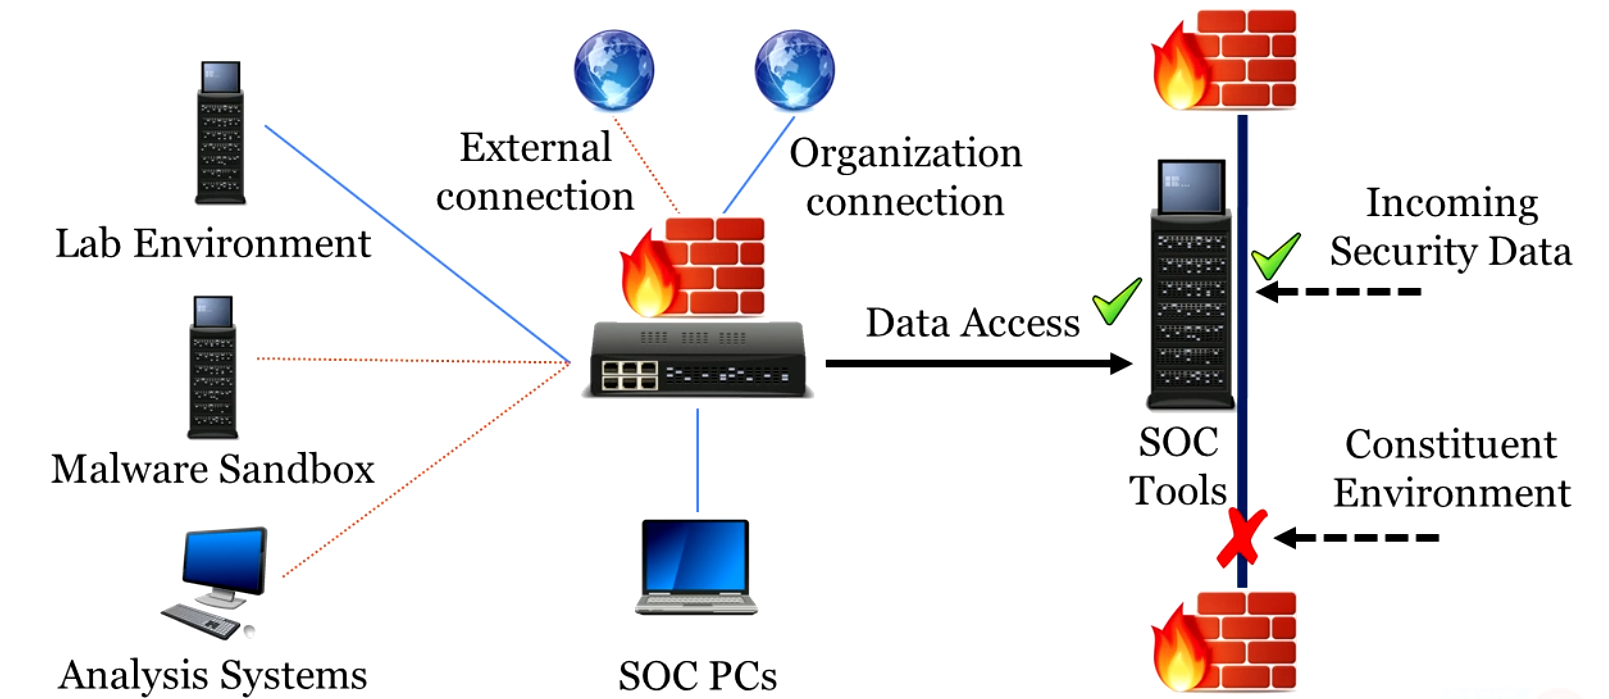 External
connection
Organization
connection
Lab Environment
Incoming
Security Data
Data Access
Malware Sandbox
SOC
Tools
Constituent
Environment
Analysis Systems
SOC PCs